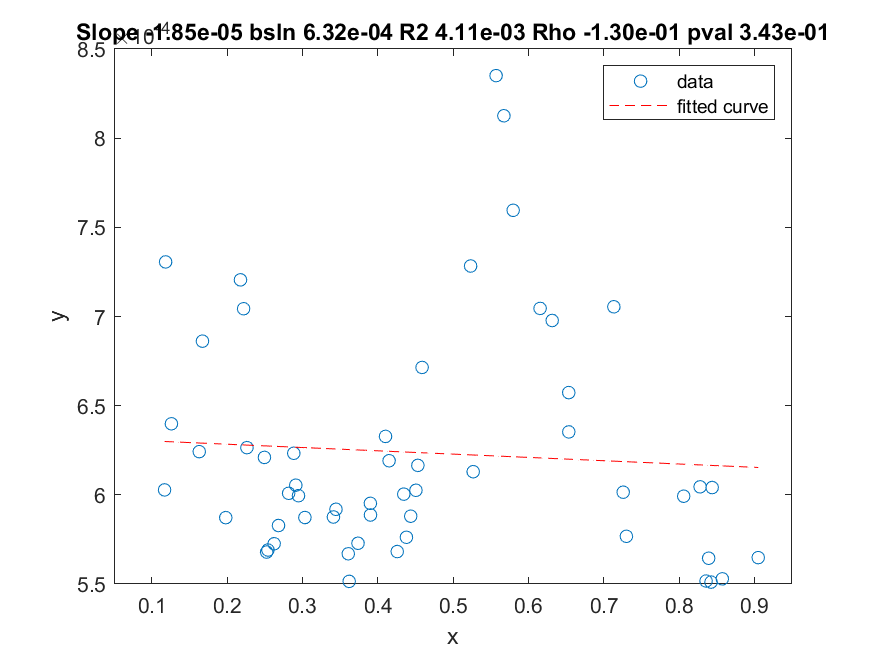 Slope -1.85e-05 bsln 6.32e-04 R2 4.11e-03 Rho -1.30e-01 pval 3.43e-01
×10⁻⁴
8.5
data
fitted curve
8
7.5
7
y
6.5
6
5.5
0.1 0.2 0.3 0.4 0.5 0.6 0.7 0.8 0.9
x